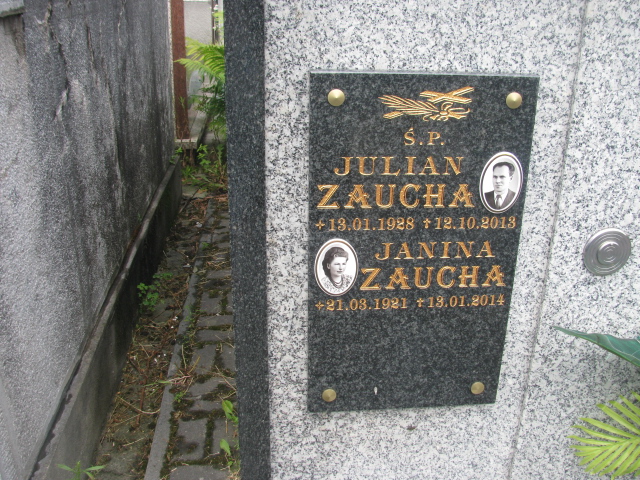 Ś.P.
JULIAN
ZAUCHA
+13.01.1928 †12.10.2013
JANINA
ZAUCHA
+21.03.1921 †13.01.2014